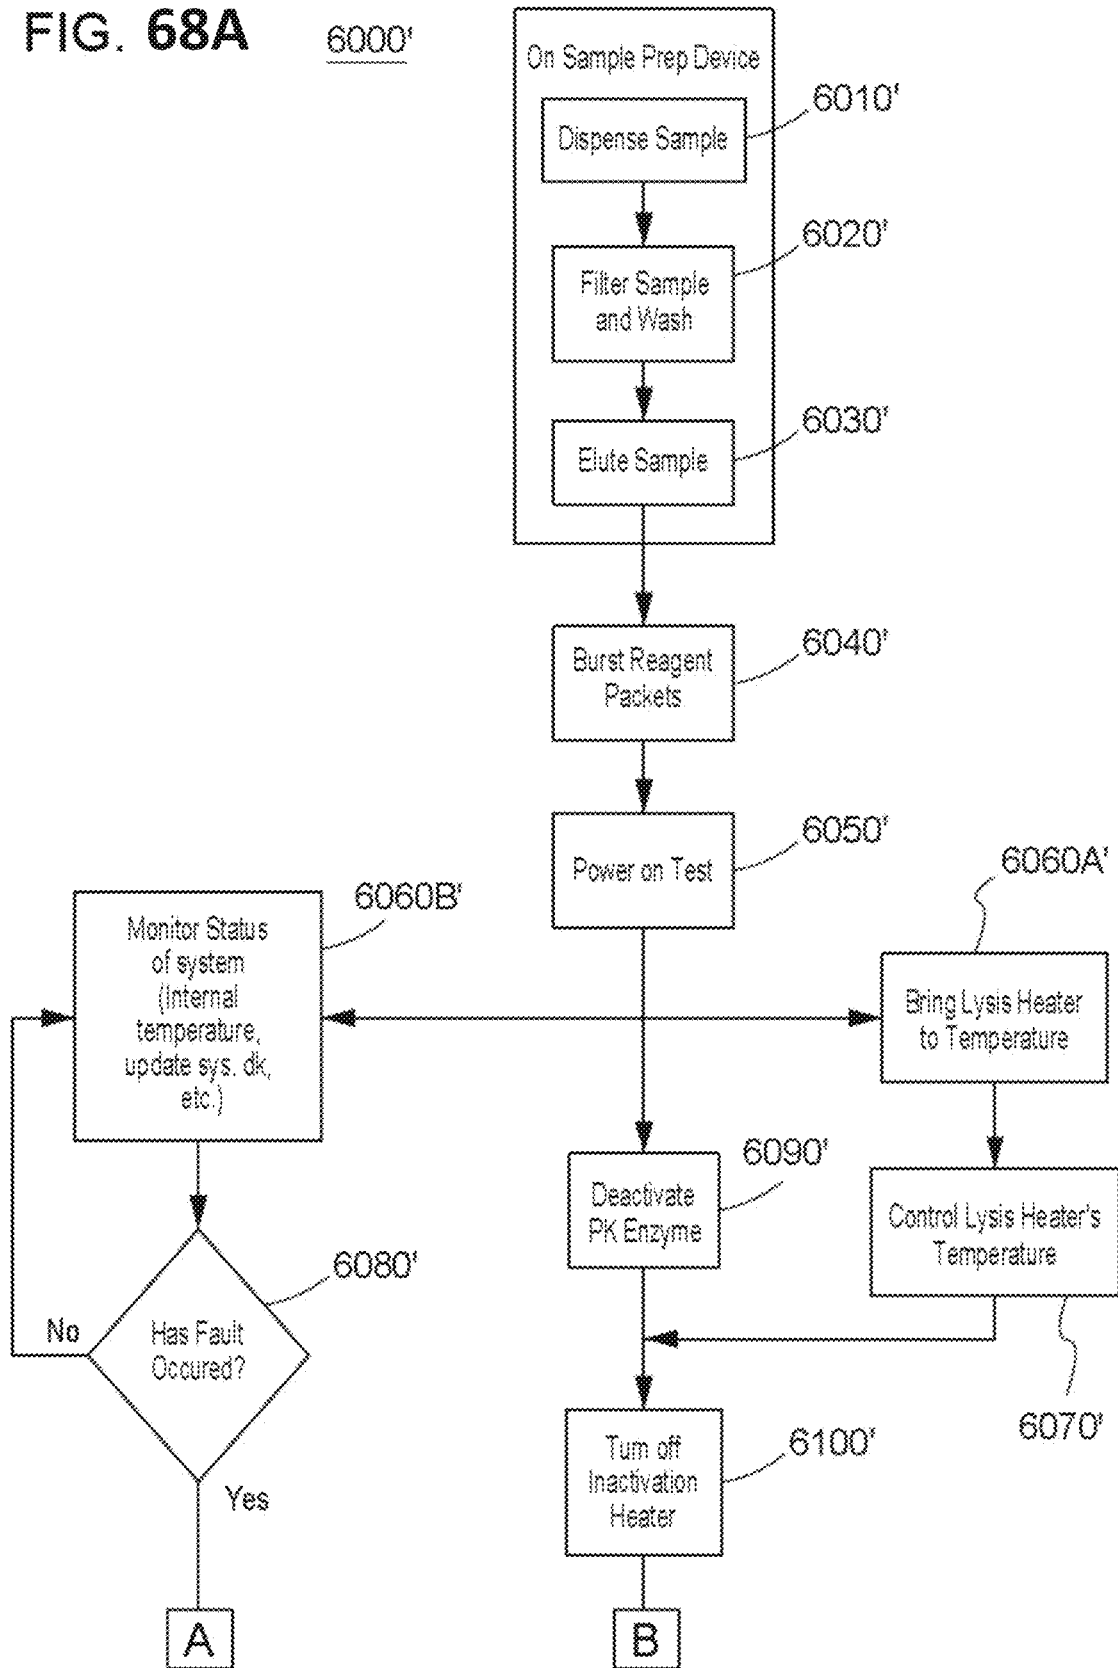 FIG. 68A
6000'
On Sample Prep Device
6010'
Dispense Sample
6020'
Filter Sample
and Wash
6030'
Elute Sample
6040'
Burst Reagent
Packets
6050'
Power on Test
6060A'
6060B'
Monitor Status
of system
(Internal
temperature,
update sys. dk,
etc.)
Bring Lysis Heater
to Temperature
6090'
Deactivate
PK Enzyme
Control Lysis Heater's
Temperature
6080'
No
Has Fault
Occured?
6070'
6100'
Turn off
Inactivation
Heater
Yes
A
B